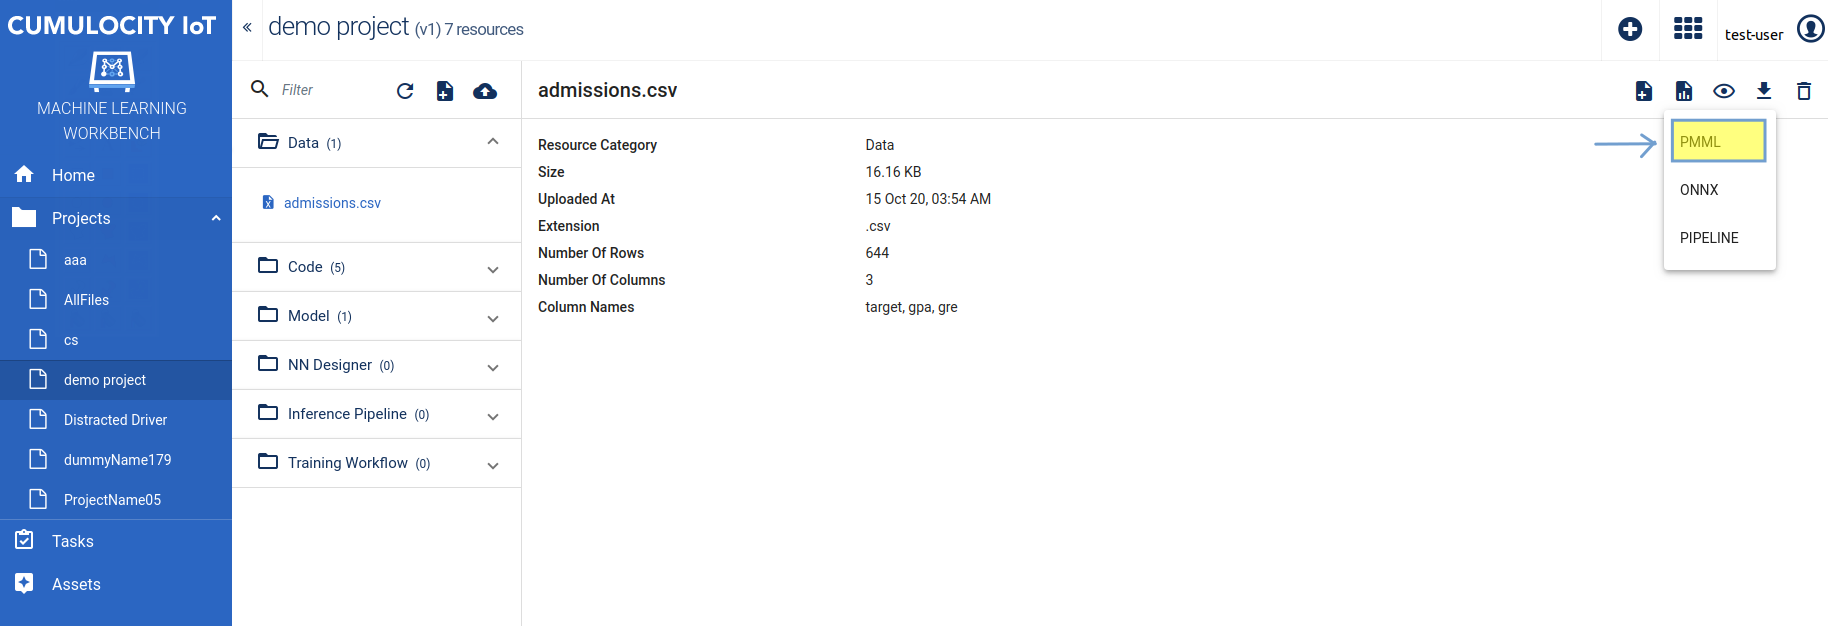 CUMULOCITY IoT
MACHINE LEARNING
WORKBENCH
Home
Projects
aaa
AllFiles
cs
demo project
Distracted Driver
dummyName179
ProjectName05
Tasks
Assets
« demo project (v1) 7 resources
test-user
Filter
Data (1)
admissions.csv
Code (5)
Model (1)
NN Designer (0)
Inference Pipeline (0)
Training Workflow (0)
admissions.csv
Resource Category Data
Size 16.16 KB
Uploaded At 15 Oct 20, 03:54 AM
Extension .csv
Number Of Rows 644
Number Of Columns 3
Column Names target, gpa, gre
PMML
ONNX
PIPELINE